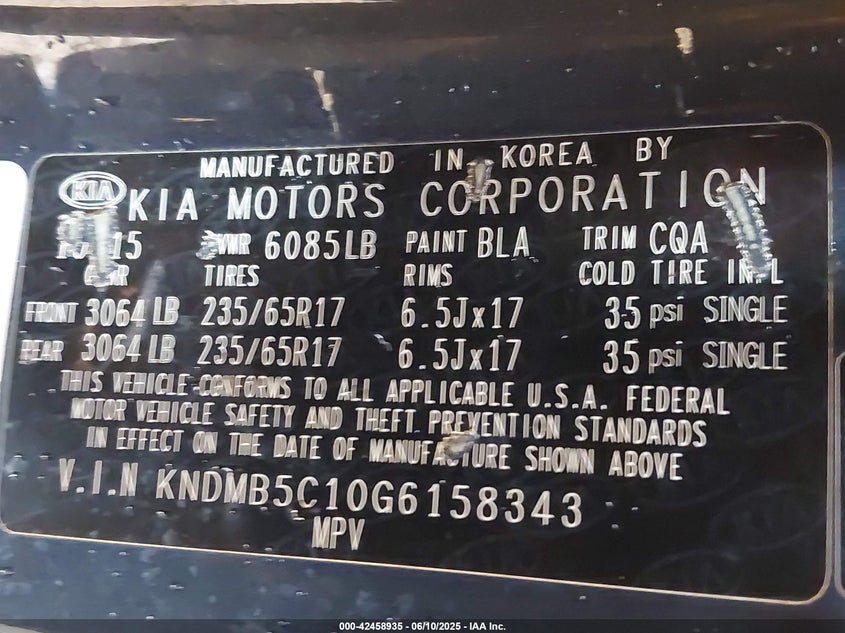 MANUFACTURED IN KOREA BY
KIA KIA MOTORS CORPORATION
15 GVWR 6085LB PAINT BLA TRIM CQA
TIRES RIMS COLD TIRE INFL
FRONT 3064 LB 235/65R17 6.5Jx17 35 psi SINGLE
REAR 3064 LB 235/65R17 6.5Jx17 35 psi SINGLE
THIS VEHICLE CONFORMS TO ALL APPLICABLE U.S.A. FEDERAL
MOTOR VEHICLE SAFETY AND THEFT PREVENTION STANDARDS
IN EFFECT ON THE DATE OF MANUFACTURE SHOWN ABOVE
V.I.N KNDMB5C10G6158343
MPV
000-42458935 - 06/10/2025 - IAA Inc.